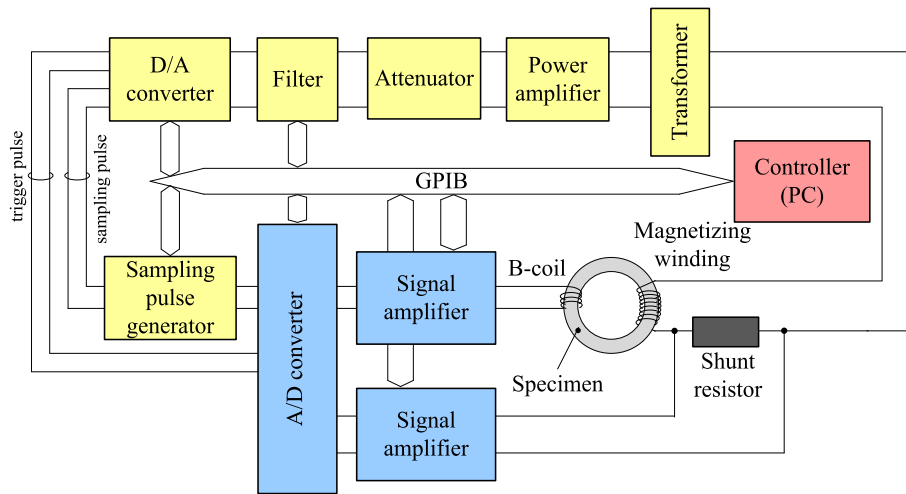 D/A
converter
Filter
Attenuator
Power
amplifier
Transformer
trigger pulse
sampling pulse
GPIB
Controller
(PC)
Sampling
pulse
generator
A/D converter
Signal
amplifier
B-coil
Magnetizing
winding
Specimen
Shunt
resistor
Signal
amplifier